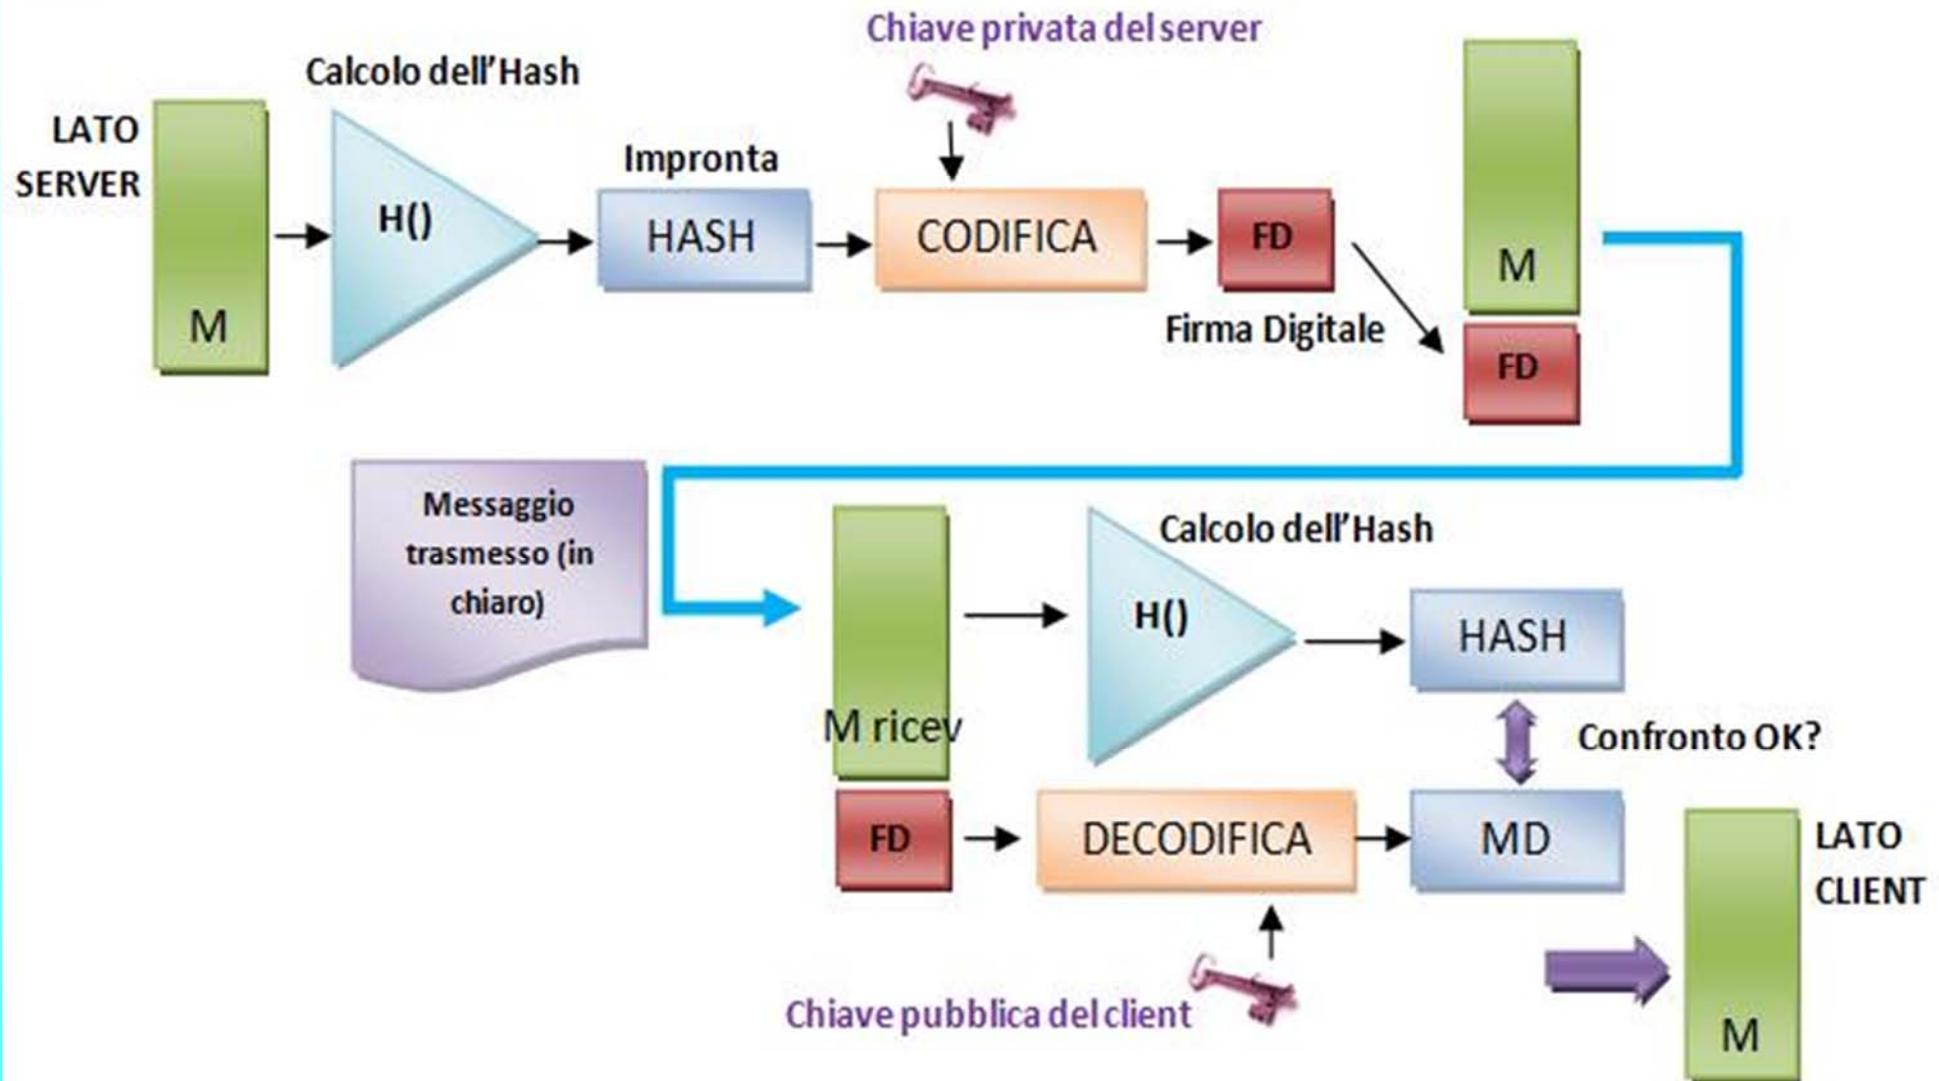 Chiave privata del server
Calcolo dell'Hash
LATO
SERVER
M
H()
Impronta
HASH
CODIFICA
FD
Firma Digitale
M
FD
Messaggio
trasmesso (in
chiaro)
M ricev
Calcolo dell'Hash
H()
HASH
Confronto OK?
FD
DECODIFICA
MD
LATO
CLIENT
Chiave pubblica del client
M